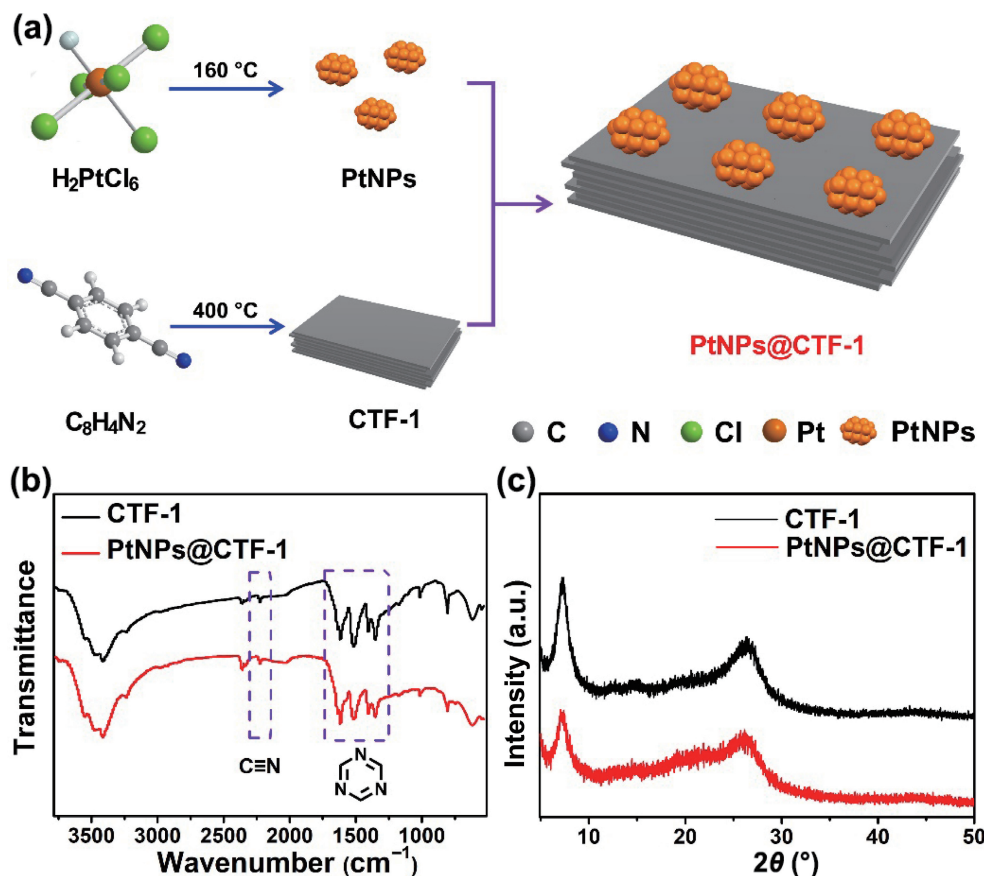 (a)
160 °C
H₂PtCl₆
PtNPs
400 °C
C₈H₄N₂
CTF-1
PtNPs@CTF-1
C N Cl Pt PtNPs
(b)
CTF-1
PtNPs@CTF-1
Transmittance
C≡N
N
N N
3500 3000 2500 2000 1500 1000
Wavenumber (cm⁻¹)
(c)
CTF-1
PtNPs@CTF-1
Intensity (a.u.)
10 20 30 40 50
2θ (°)